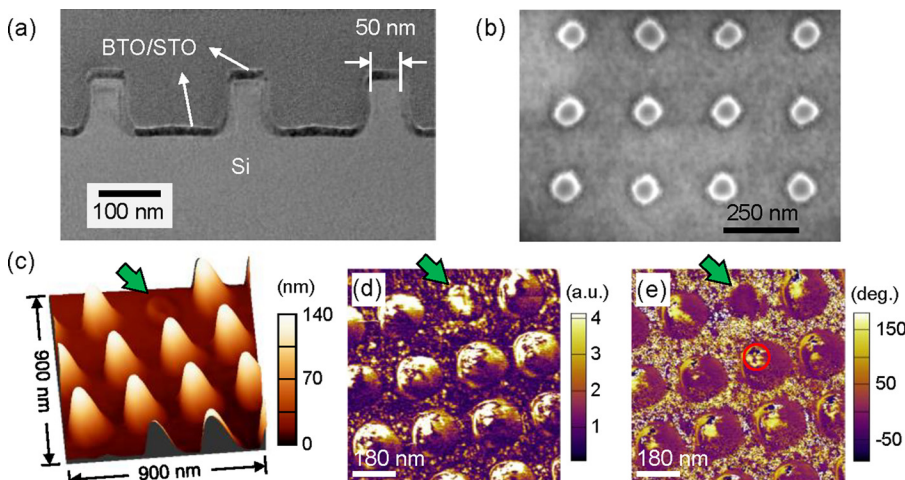 (a)
BTO/STO
50 nm
Si
100 nm
(b)
250 nm
(c)
(nm)
140
70
0
900 nm
900 nm
(d)
(a.u.)
4
3
2
1
180 nm
(e)
(deg.)
150
50
-50
180 nm